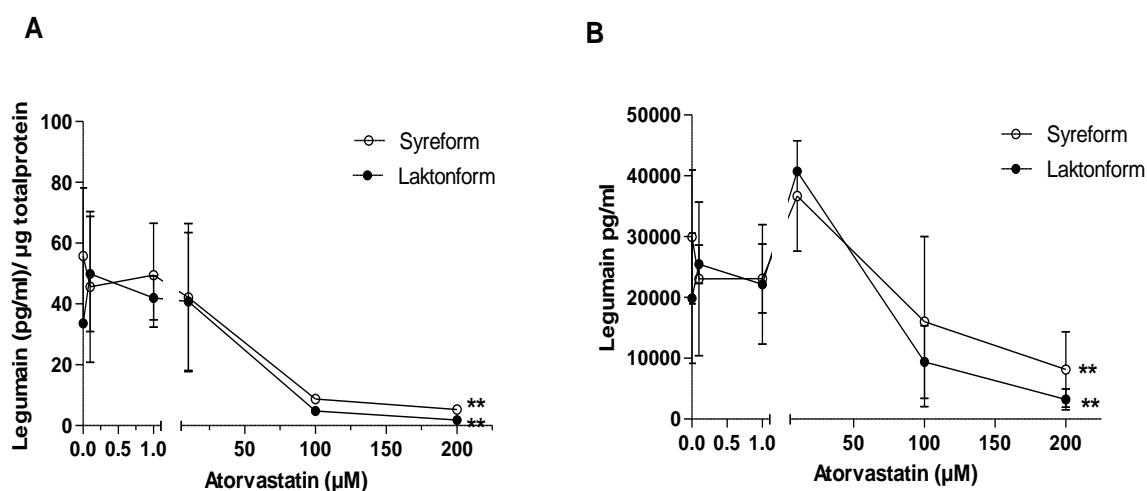 A
Legumain (pg/ml)/ µg totalprotein
100
80
60
40
20
0
Syreform
Laktonform
**
**
0.0 0.5 1.0 100 150 200
Atorvastatin (µM)
B
Legumain pg/ml
50000
40000
30000
20000
10000
0
Syreform
Laktonform
**
**
0.0 0.5 1.0 50 100 150 200
Atorvastatin (µM)